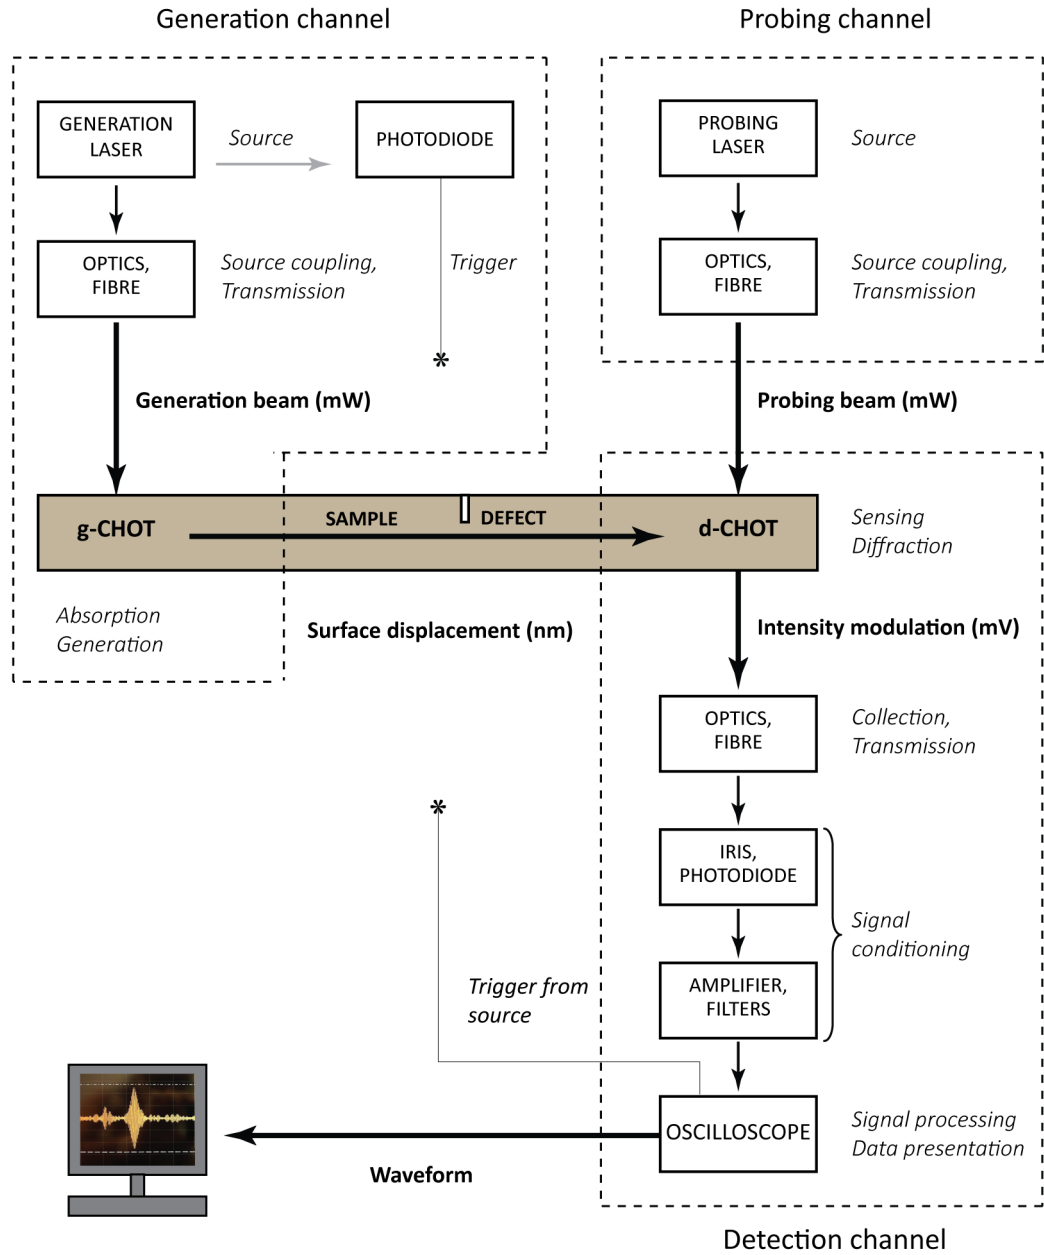 Generation channel
Probing channel
GENERATION
LASER
Source
PHOTODIODE
PROBING
LASER
Source
OPTICS,
FIBRE
Source coupling,
Transmission
Trigger
OPTICS,
FIBRE
Source coupling,
Transmission
*
Generation beam (mW)
Probing beam (mW)
g-CHOT
SAMPLE
DEFECT
d-CHOT
Sensing
Diffraction
Absorption
Generation
Surface displacement (nm)
Intensity modulation (mV)
OPTICS,
FIBRE
Collection,
Transmission
*
IRIS,
PHOTODIODE
Signal
conditioning
AMPLIFIER,
FILTERS
Trigger from
source
OSCILLOSCOPE
Signal processing
Data presentation
Waveform
Detection channel